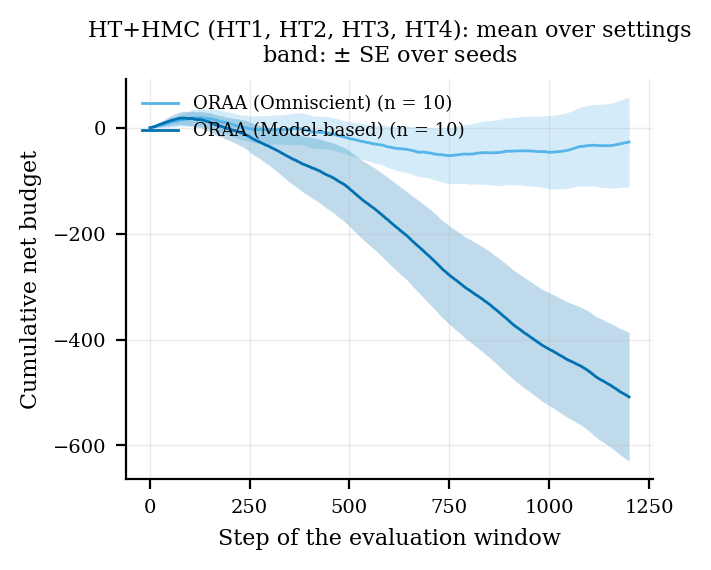 HT+HMC (HT1, HT2, HT3, HT4): mean over settings
band: ± SE over seeds
ORAA (Omniscient) (n = 10)
ORAA (Model-based) (n = 10)
Cumulative net budget
0
−200
−400
−600
0 250 500 750 1000 1250
Step of the evaluation window